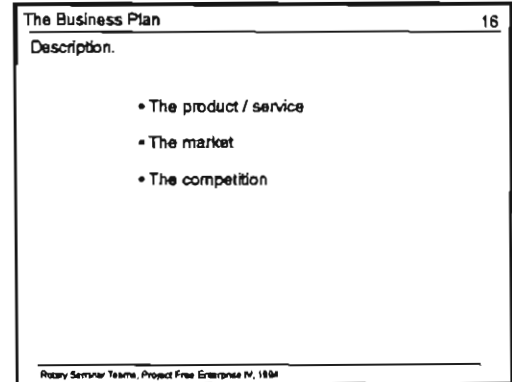 The Business Plan 16
Description.
• The product / service
• The market
• The competition
Rotary Seminar Teams, Project Free Enterprise IV, 1994